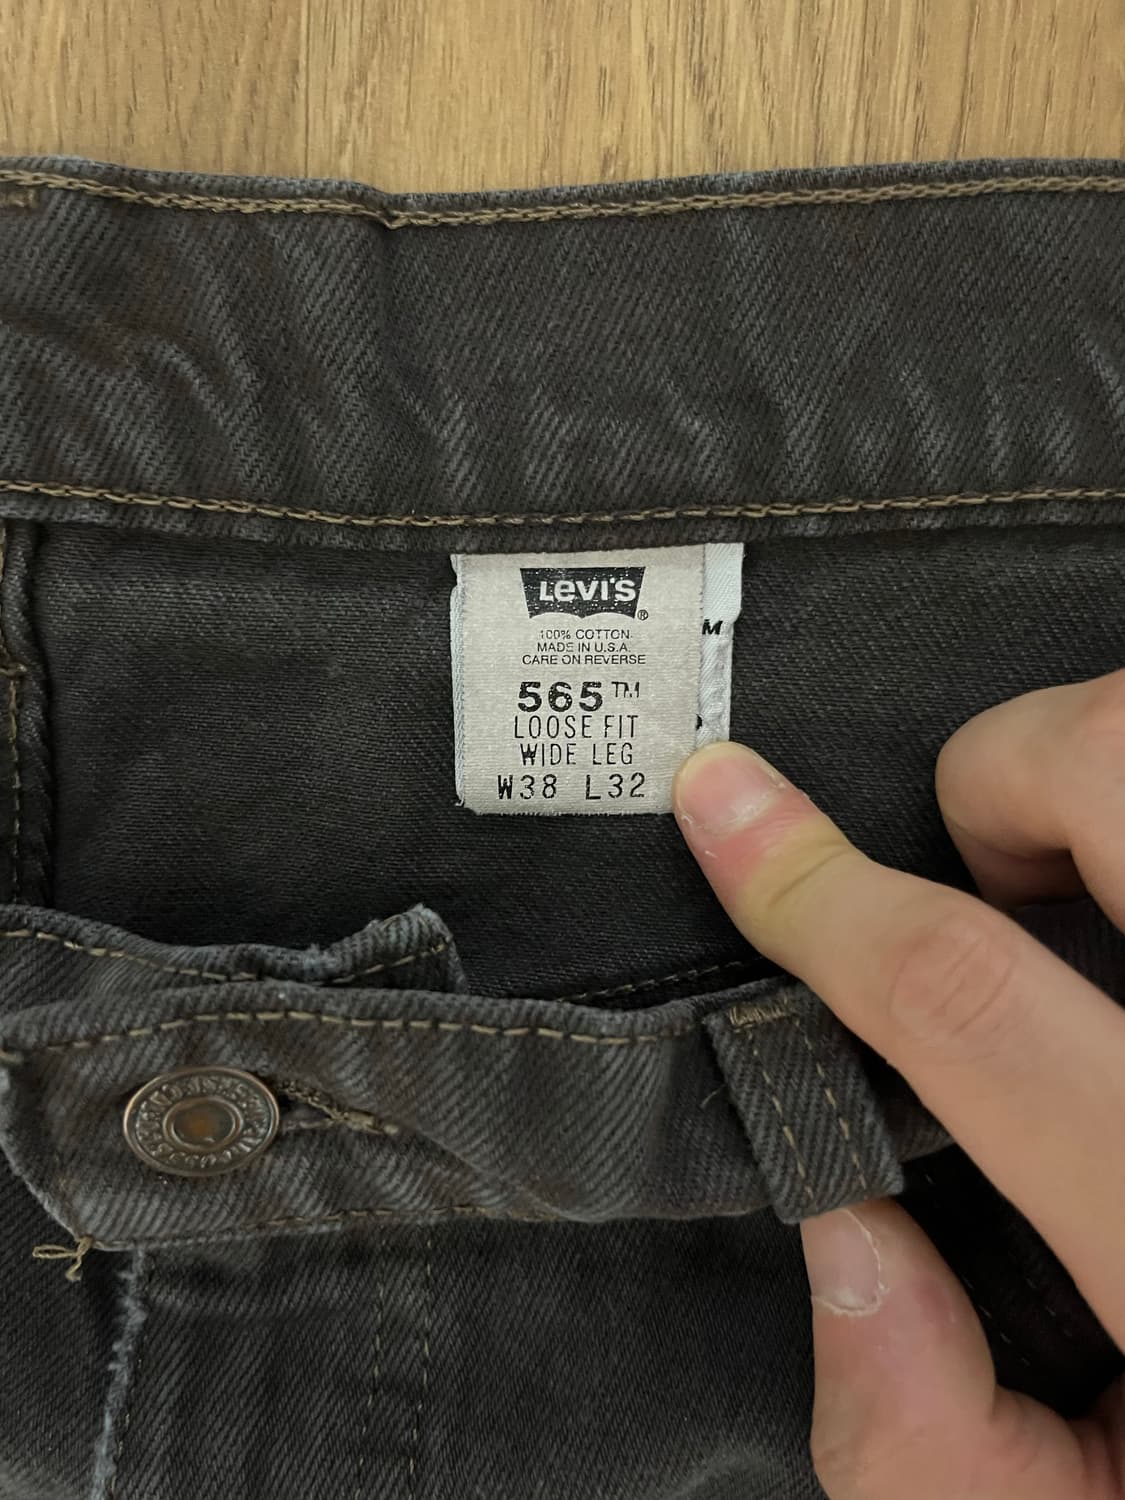 Levi's®
100% COTTON
MADE IN U.S.A.
CARE ON REVERSE
565™
LOOSE FIT
WIDE LEG
W38 L32
M